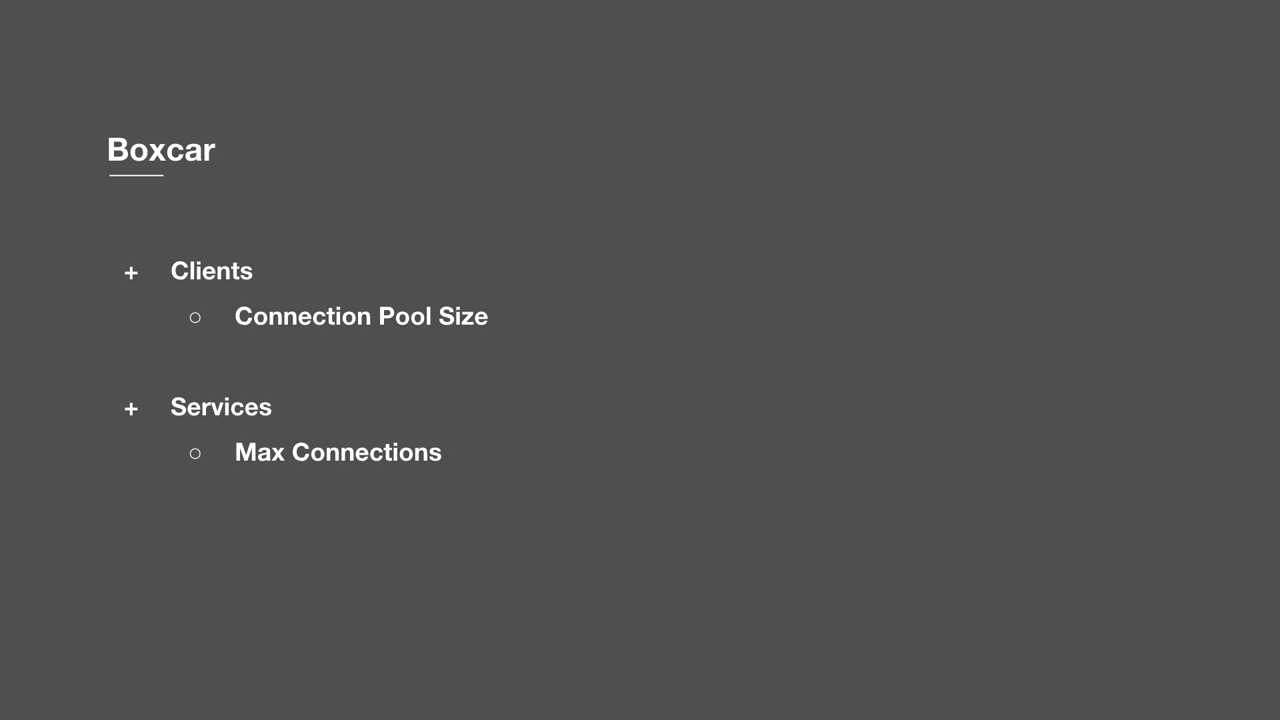 Boxcar
+ Clients
○ Connection Pool Size
+ Services
○ Max Connections